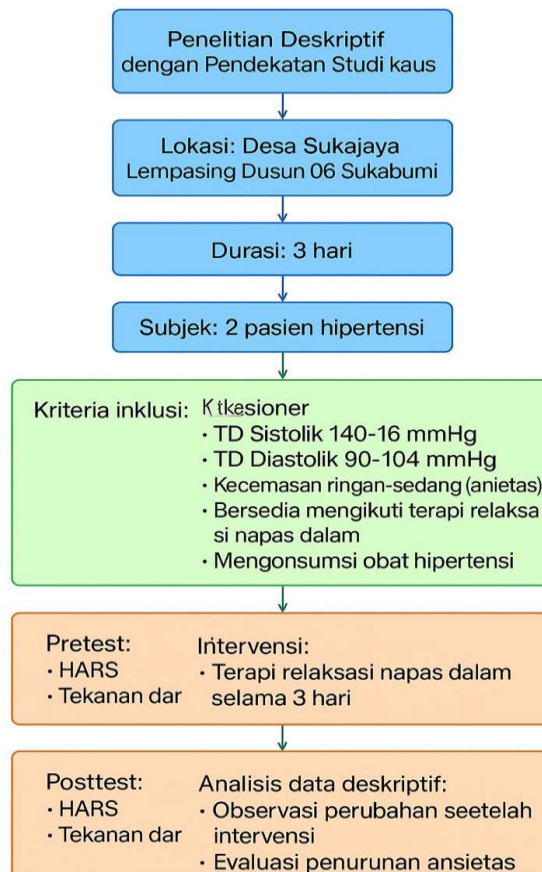 Penelitian Deskriptif
dengan Pendekatan Studi kaus
Lokasi: Desa Sukajaya
Lempasing Dusun 06 Sukabumi
Durasi: 3 hari
Subjek: 2 pasien hipertensi
Kriteria inklusi:
· TD Sistolik 140-16 mmHg
· TD Diastolik 90-104 mmHg
· Kecemasan ringan-sedang (anietas)
· Bersedia mengikuti terapi relaksa
si napas dalam
· Mengonsumsi obat hipertensi
Pretest:
· HARS
· Tekanan dar
Intervensi:
· Terapi relaksasi napas dalam
selama 3 hari
Posttest:
· HARS
· Tekanan dar
Analisis data deskriptif:
· Observasi perubahan seetelah
intervensi
· Evaluasi penurunan ansietas